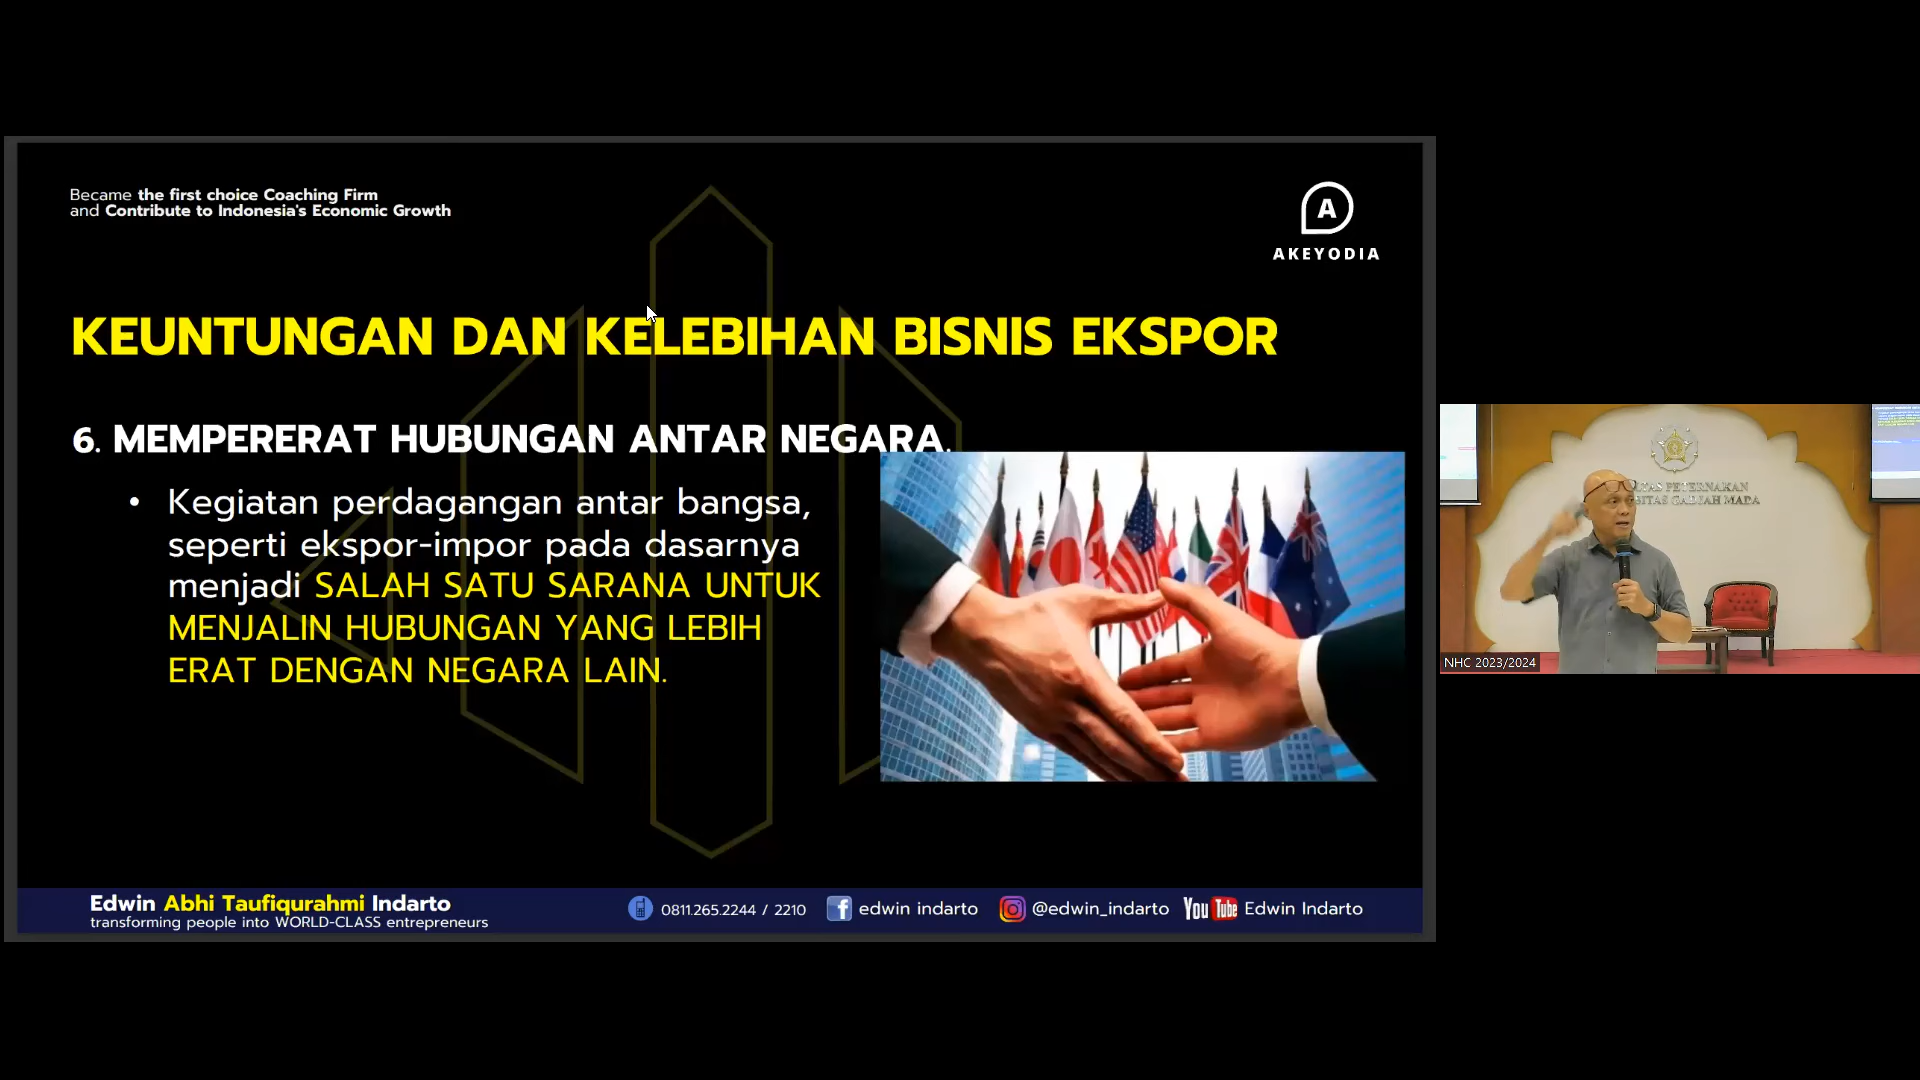 Became the first choice Coaching Firm
and Contribute to Indonesia's Economic Growth
A
AKEYODIA
KEUNTUNGAN DAN KELEBIHAN BISNIS EKSPOR
6. MEMPERERAT HUBUNGAN ANTAR NEGARA.
• Kegiatan perdagangan antar bangsa,
seperti ekspor-impor pada dasarnya
menjadi SALAH SATU SARANA UNTUK
MENJALIN HUBUNGAN YANG LEBIH
ERAT DENGAN NEGARA LAIN.
Edwin Abhi Taufiqurahmi Indarto
transforming people into WORLD-CLASS entrepreneurs
0811.265.2244 / 2210
edwin indarto
@edwin_indarto
YouTube Edwin Indarto
PETERNAKAN
GADJAH MADA
NHC 2023/2024